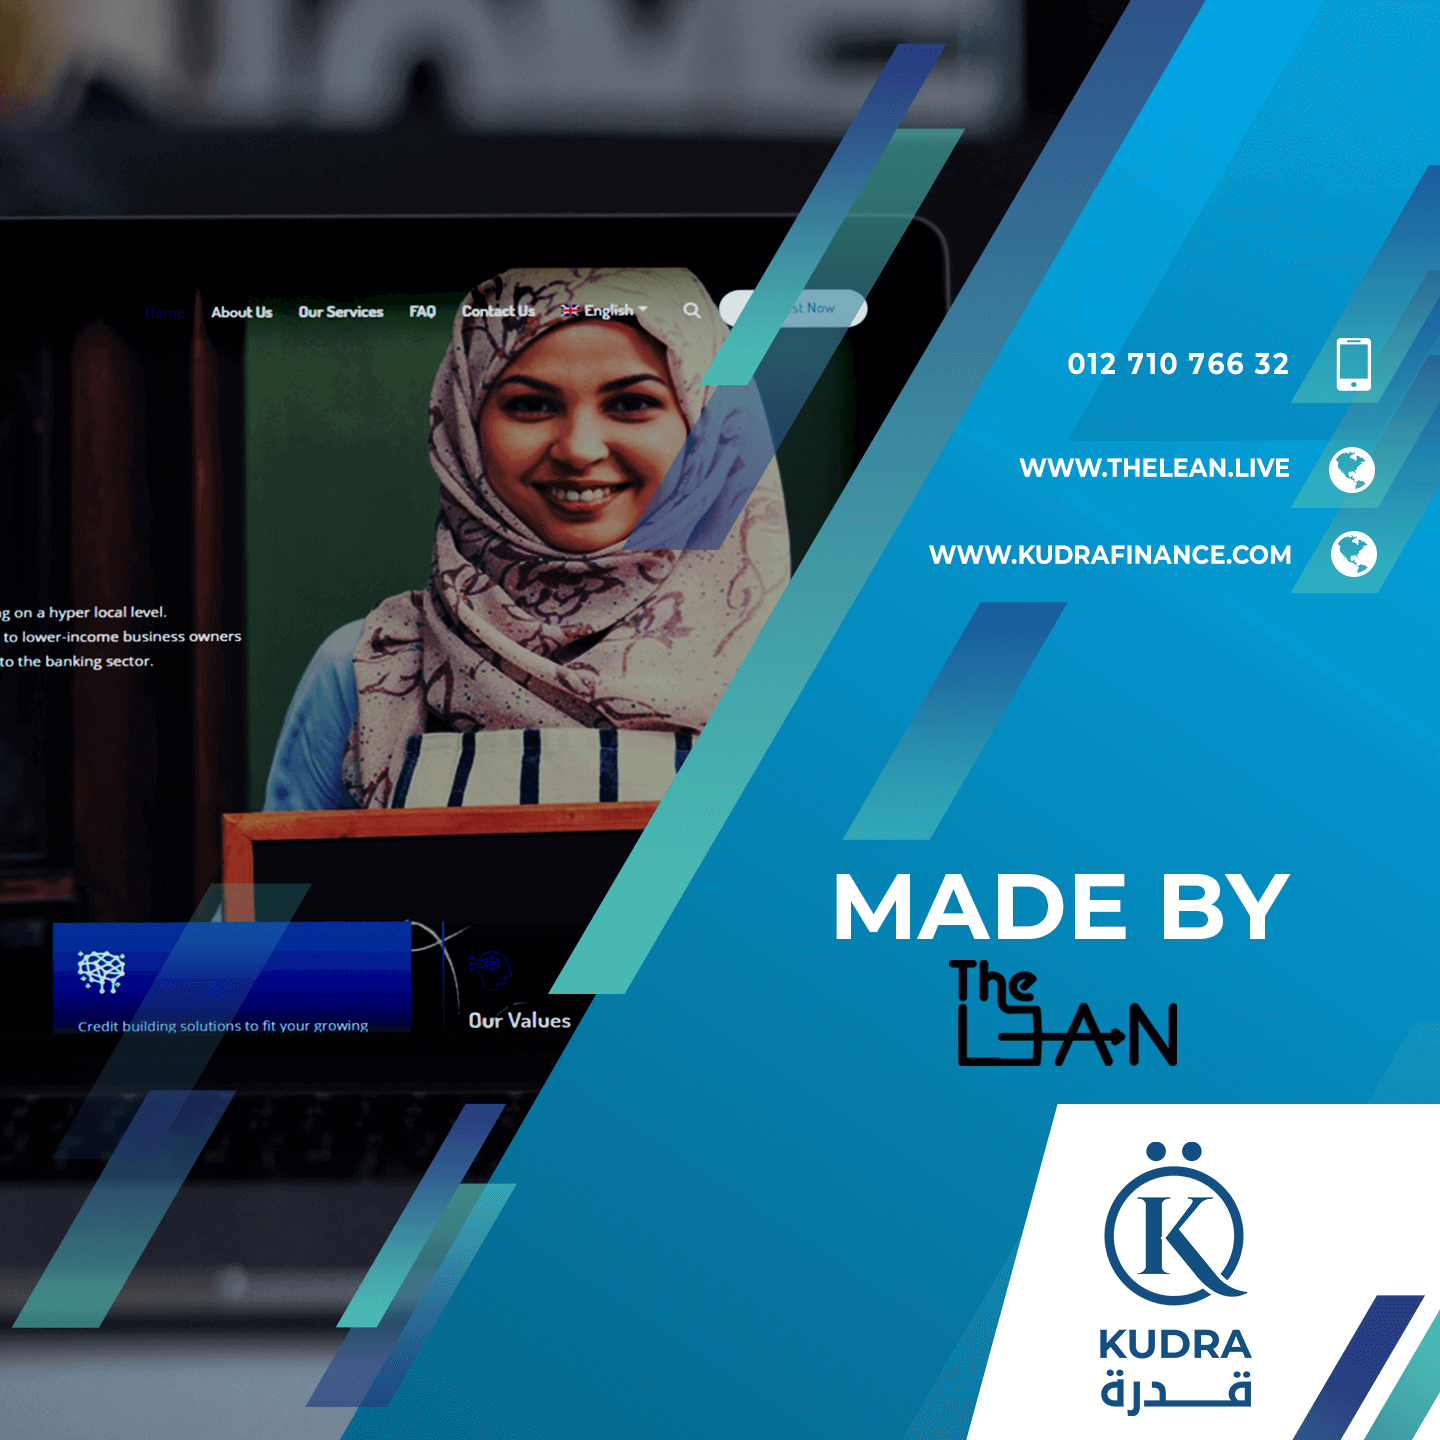 Home About Us Our Services FAQ Contact Us English
st Now
012 710 766 32
WWW.THELEAN.LIVE
WWW.KUDRAFINANCE.COM
g on a hyper local level.
to lower-income business owners
to the banking sector.
MADE BY
The
LEAN
Credit building solutions to fit your growing
Our Values
K
KUDRA
قدرة